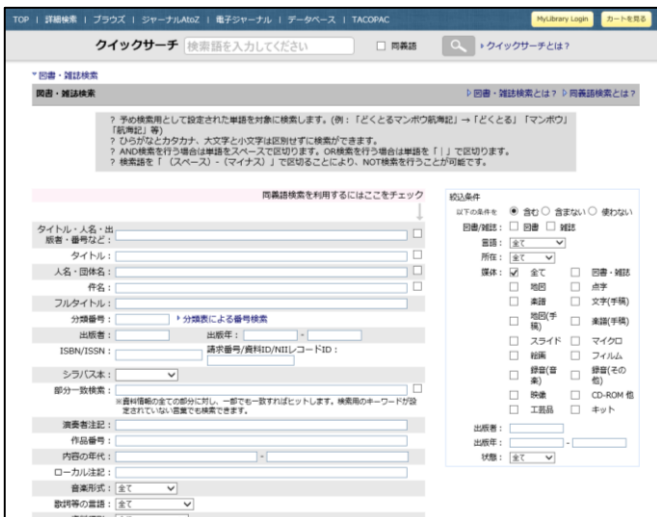 TOP | 詳細検索 | ブラウズ | ジャーナルAtoZ | 電子ジャーナル | データベース | TACOPAC
MyLibrary Login カートを見る
クイックサーチ 検索語を入力してください 同義語 クイックサーチとは?
図書・雑誌検索
図書・雑誌検索 図書・雑誌検索とは? 同義語検索とは?
? 予め検索用として設定された単語を対象に検索します。(例:「どくとるマンボウ航海記」→「どくとる」「マンボウ」
「航海記」等)
? ひらがなとカタカナ、大文字と小文字は区別せずに検索ができます。
? AND検索を行う場合は単語をスペースで区切ります。OR検索を行う場合は単語を「|」で区切ります。
? 検索語を「 (スペース) - (マイナス) 」で区切ることにより、NOT検索を行うことが可能です。
同義語検索を利用するにはここをチェック
↓
タイトル・人名・出
版者・番号など:
タイトル:
人名・団体名:
件名:
フルタイトル:
分類番号: 分類表による番号検索
出版者: 出版年: -
ISBN/ISSN: 請求番号/資料ID/NIIレコードID:
シラバス本:
部分一致検索:
※資料情報の全ての部分に対し、一部でも一致すればヒットします。検索用のキーワードが設
定されていない言葉でも検索できます。
演奏者注記:
作品番号:
内容の年代: -
ローカル注記:
音楽形式: 全て
歌詞等の言語: 全て
絞込条件
以下の条件を 含む 含まない 使わない
図書/雑誌: 図書 雑誌
言語: 全て
所在: 全て
媒体: 全て 図書・雑誌
地図 点字
楽譜 文字(手稿)
地図(手
稿) 楽譜(手稿)
スライド マイクロ
絵画 フィルム
録音(音
楽) 録音(その
他)
映像 CD-ROM 他
工芸品 キット
出版者:
出版年: -
状態: 全て